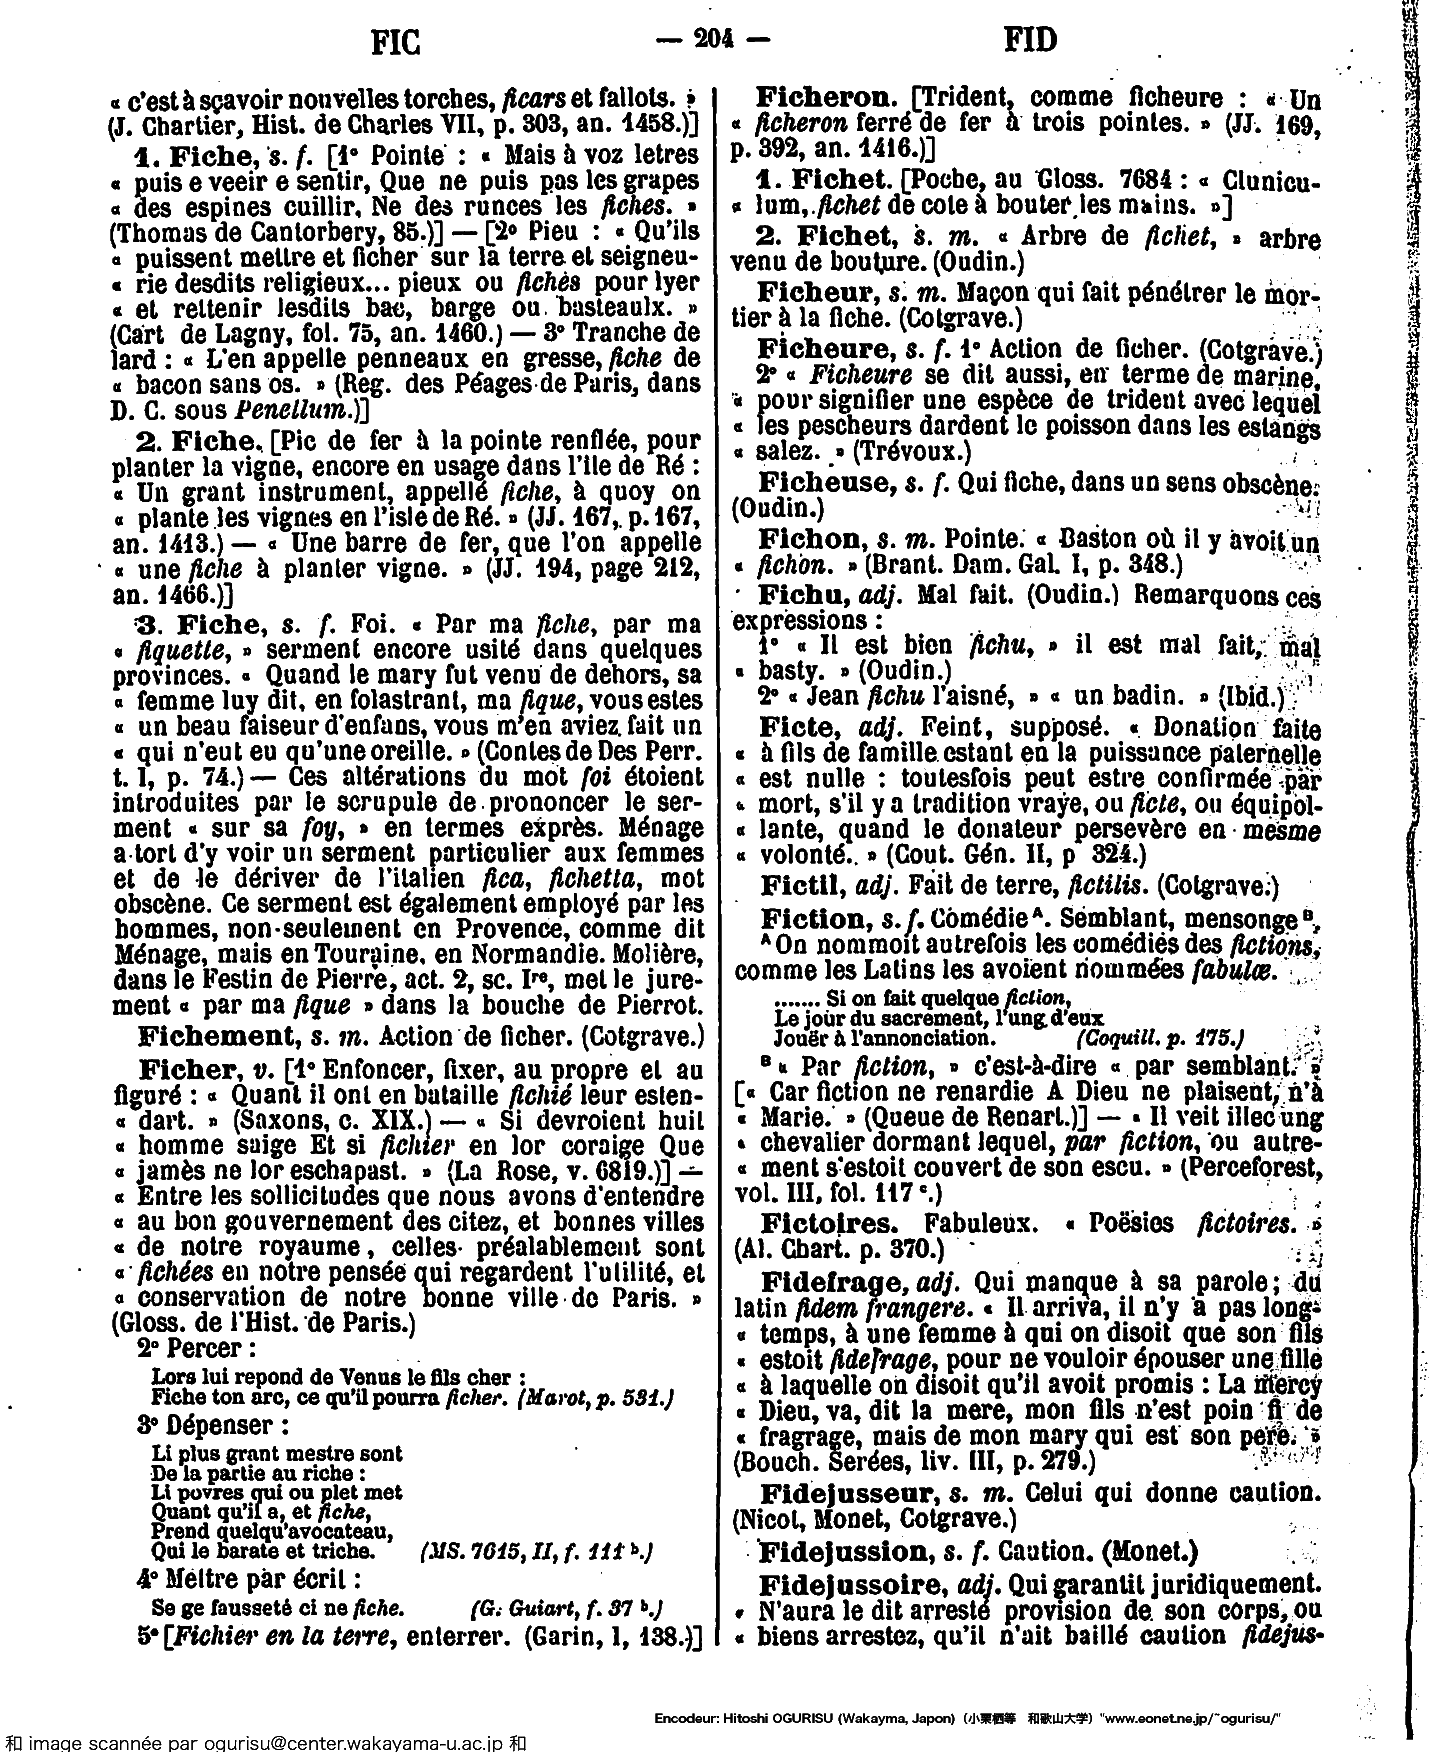 FIC — 204 — FID
« c'est à sçavoir nouvelles torches, ficars et fallots. »
(J. Chartier, Hist. de Charles VII, p. 303, an. 1458.)]
1. Fiche, s. f. [1° Pointe : « Mais à voz letres
« puis e veeir e sentir, Que ne puis pas les grapes
« des espines cuillir, Ne des runces les fiches. »
(Thomas de Cantorbery, 85.)] — [2° Pieu : « Qu'ils
« puissent mettre et ficher sur la terre et seigneu-
« rie desdits religieux... pieux ou fichés pour lyer
« et rettenir lesdits bac, barge ou basteaulx. »
(Cart de Lagny, fol. 75, an. 1460.) — 3° Tranche de
lard : « L'en appelle penneaux en gresse, fiche de
« bacon sans os. » (Reg. des Péages de Paris, dans
D. C. sous Penellum.)]
2. Fiche. [Pic de fer à la pointe renflée, pour
planter la vigne, encore en usage dans l'ile de Ré :
« Un grant instrument, appellé fiche, à quoy on
« plante les vignes en l'isle de Ré. » (JJ. 167, p. 167,
an. 1413.) — « Une barre de fer, que l'on appelle
« une fiche à planter vigne. » (JJ. 194, page 212,
an. 1466.)]
3. Fiche, s. f. Foi. « Par ma fiche, par ma
« fiquette, » serment encore usité dans quelques
provinces. « Quand le mary fut venu de dehors, sa
« femme luy dit, en folastrant, ma fique, vous estes
« un beau faiseur d'enfans, vous m'en aviez fait un
« qui n'eut eu qu'une oreille. » (Contes de Des Perr.
t. I, p. 74.) — Ces altérations du mot foi étoient
introduites par le scrupule de prononcer le ser-
ment « sur sa foy, » en termes exprès. Ménage
a tort d'y voir un serment particulier aux femmes
et de le dériver de l'italien fica, fichetta, mot
obscène. Ce serment est également employé par les
hommes, non-seulement en Provence, comme dit
Ménage, mais en Touraine, en Normandie. Molière,
dans le Festin de Pierre, act. 2, sc. Ire, met le jure-
ment « par ma fique » dans la bouche de Pierrot.
Fichement, s. m. Action de ficher. (Cotgrave.)
Ficher, v. [1° Enfoncer, fixer, au propre et au
figuré : « Quant il ont en bataille fichié leur esten-
« dart. » (Saxons, c. XIX.) — « Si devroient huit
« homme suige Et si fichier en lor coraige Que
« jamès ne lor eschapast. » (La Rose, v. 6819.)] —
« Entre les sollicitudes que nous avons d'entendre
« au bon gouvernement des citez, et bonnes villes
« de notre royaume, celles préalablement sont
« fichées en notre pensée qui regardent l'utilité, et
« conservation de notre bonne ville de Paris. »
(Gloss. de l'Hist. de Paris.)
2° Percer :
Lors lui repond de Venus le fils cher :
Fiche ton arc, ce qu'il pourra ficher. (Marot, p. 531.)
3° Dépenser :
Li plus grant mestre sont
De la partie au riche :
Li povres qui ou plet met
Quant qu'il a, et fiche,
Prend quelqu'avocateau,
Qui le barate et triche. (MS. 7615, II, f. 111 b.)
4° Mettre par écrit :
Se ge fausseté ci ne fiche. (G. Guiart, f. 37 b.)
5° [Fichier en la terre, enterrer. (Garin, I, 138.)]
Ficheron. [Trident, comme ficheure : « Un
« ficheron ferré de fer à trois pointes. » (JJ. 169,
p. 392, an. 1416.)]
1. Fichet. [Poche, au Gloss. 7684 : « Clunicu-
« lum, fichet de cote à bouter les mains. »]
2. Fichet, s. m. « Arbre de fichet, » arbre
venu de bouture. (Oudin.)
Ficheur, s. m. Maçon qui fait pénétrer le mor-
tier à la fiche. (Cotgrave.)
Ficheure, s. f. 1° Action de ficher. (Cotgrave.)
2° « Ficheure se dit aussi, en terme de marine,
« pour signifier une espèce de trident avec lequel
« les pescheurs dardent le poisson dans les estangs
« salez. » (Trévoux.)
Ficheuse, s. f. Qui fiche, dans un sens obscène.
(Oudin.)
Fichon, s. m. Pointe. « Baston où il y avoit un
« fichon. » (Brant. Dam. Gal. I, p. 348.)
Fichu, adj. Mal fait. (Oudin.) Remarquons ces
expressions :
1° « Il est bien fichu, » il est mal fait, mal
« basty. » (Oudin.)
2° « Jean fichu l'aisné, » « un badin. » (Ibid.)
Ficte, adj. Feint, supposé. « Donation faite
« à fils de famille estant en la puissance paternelle
« est nulle : toutesfois peut estre confirmée par
« mort, s'il y a tradition vraye, ou ficte, ou équipol-
« lante, quand le donateur persevère en mesme
« volonté. » (Cout. Gén. II, p 324.)
Fictil, adj. Fait de terre, fictilis. (Cotgrave.)
Fiction, s. f. Comédie A. Semblant, mensonge B.
A On nommoit autrefois les comédies des fictions,
comme les Latins les avoient nommées fabulæ.
....... Si on fait quelque fiction,
Le jour du sacrement, l'ung d'eux
Jouër à l'annonciation. (Coquill. p. 175.)
B « Par fiction, » c'est-à-dire « par semblant. »
[« Car fiction ne renardie A Dieu ne plaisent, n'à
« Marie. » (Queue de Renart.)] — « Il veit illec ung
« chevalier dormant lequel, par fiction, ou autre-
« ment s'estoit couvert de son escu. » (Perceforest,
vol. III, fol. 117 c.)
Fictoires. Fabuleux. « Poësies fictoires. »
(Al. Chart. p. 370.)
Fidefrage, adj. Qui manque à sa parole; du
latin fidem frangere. « Il arriva, il n'y a pas long-
« temps, à une femme à qui on disoit que son fils
« estoit fidefrage, pour ne vouloir épouser une fille
« à laquelle on disoit qu'il avoit promis : La mercy
« Dieu, va, dit la mere, mon fils n'est poin fi de
« fragrage, mais de mon mary qui est son pere. »
(Bouch. Serées, liv. III, p. 279.)
Fidejusseur, s. m. Celui qui donne caution.
(Nicot, Monet, Cotgrave.)
Fidejussion, s. f. Caution. (Monet.)
Fidejussoire, adj. Qui garantit juridiquement.
« N'aura le dit arresté provision de son corps, ou
« biens arrestez, qu'il n'ait baillé caution fidejus-
Encodeur: Hitoshi OGURISU (Wakayma, Japon) (小栗栖等 和歌山大学) "www.eonet.ne.jp/~ogurisu/"
和 image scannée par ogurisu@center.wakayama-u.ac.jp 和